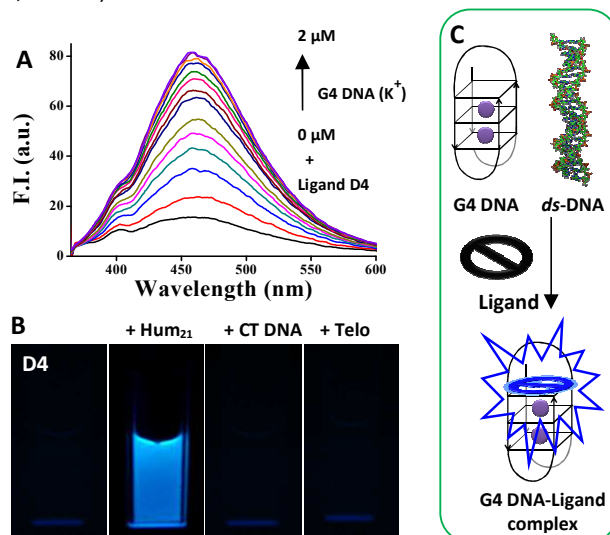 A
2 µM
G4 DNA (K+)
0 µM
+
Ligand D4
F.I. (a.u.)
80
60
40
20
0
400 450 500 550 600
Wavelength (nm)
B
+ Hum21 + CT DNA + Telo
D4
C
G4 DNA ds-DNA
Ligand
G4 DNA-Ligand
complex